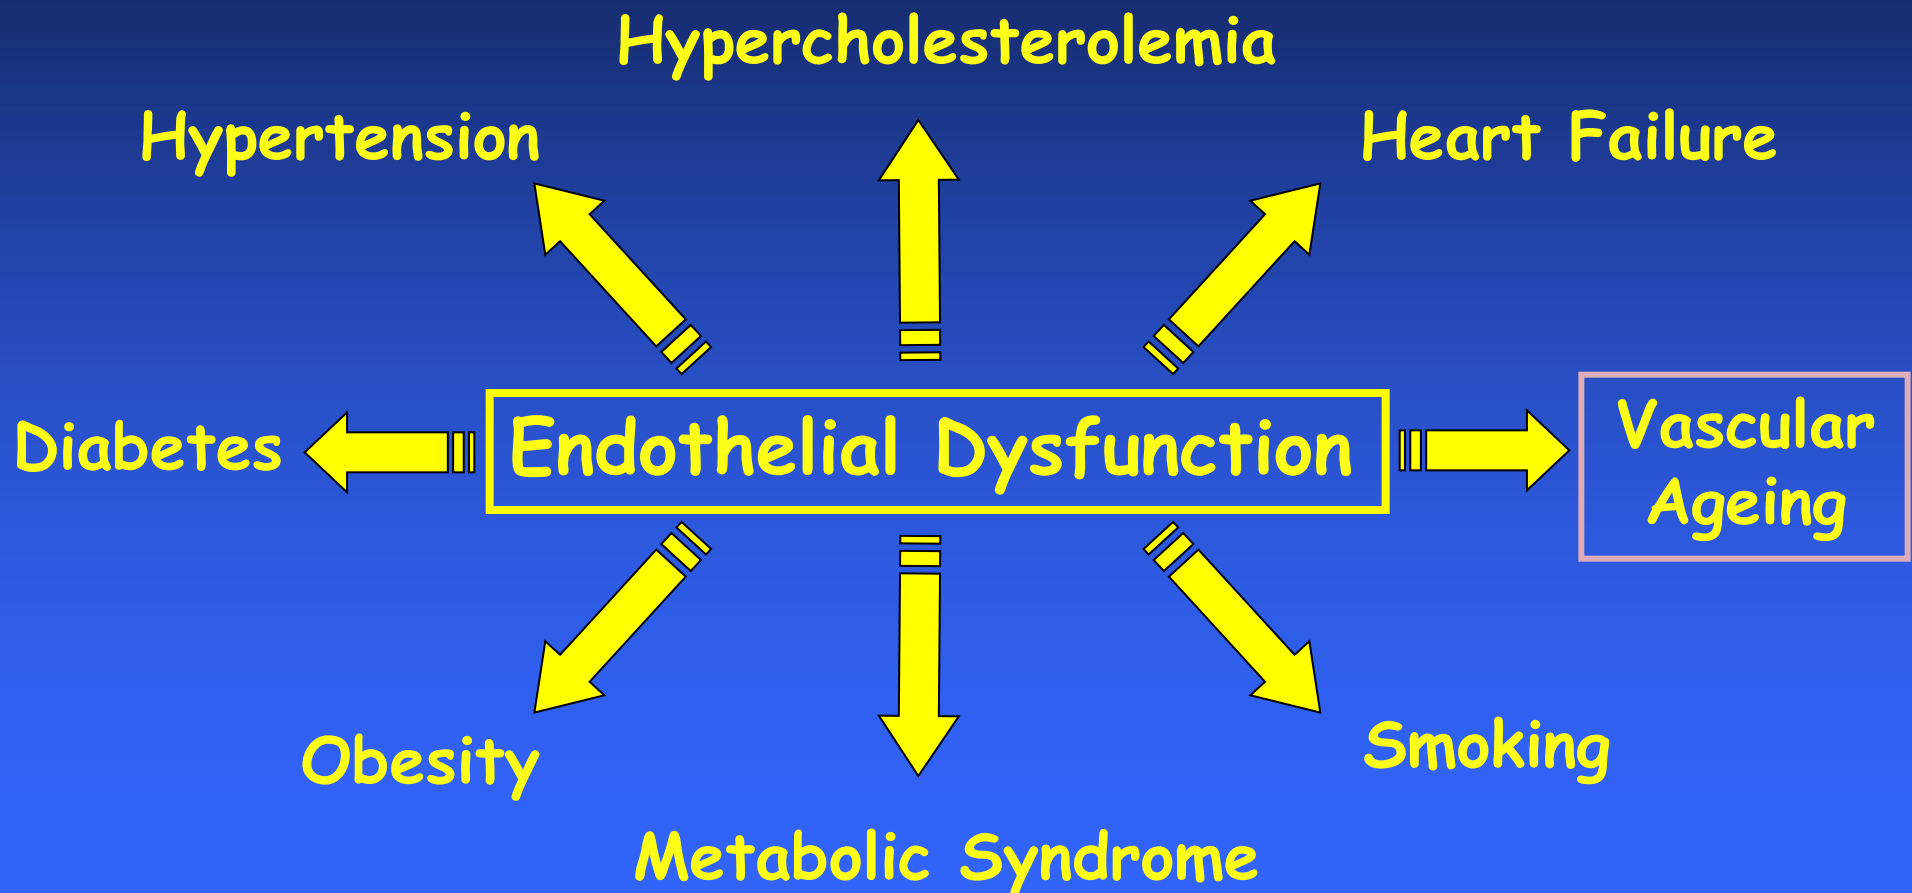 Hypercholesterolemia
Hypertension
Heart Failure
Diabetes
Endothelial Dysfunction
Vascular
Ageing
Obesity
Smoking
Metabolic Syndrome